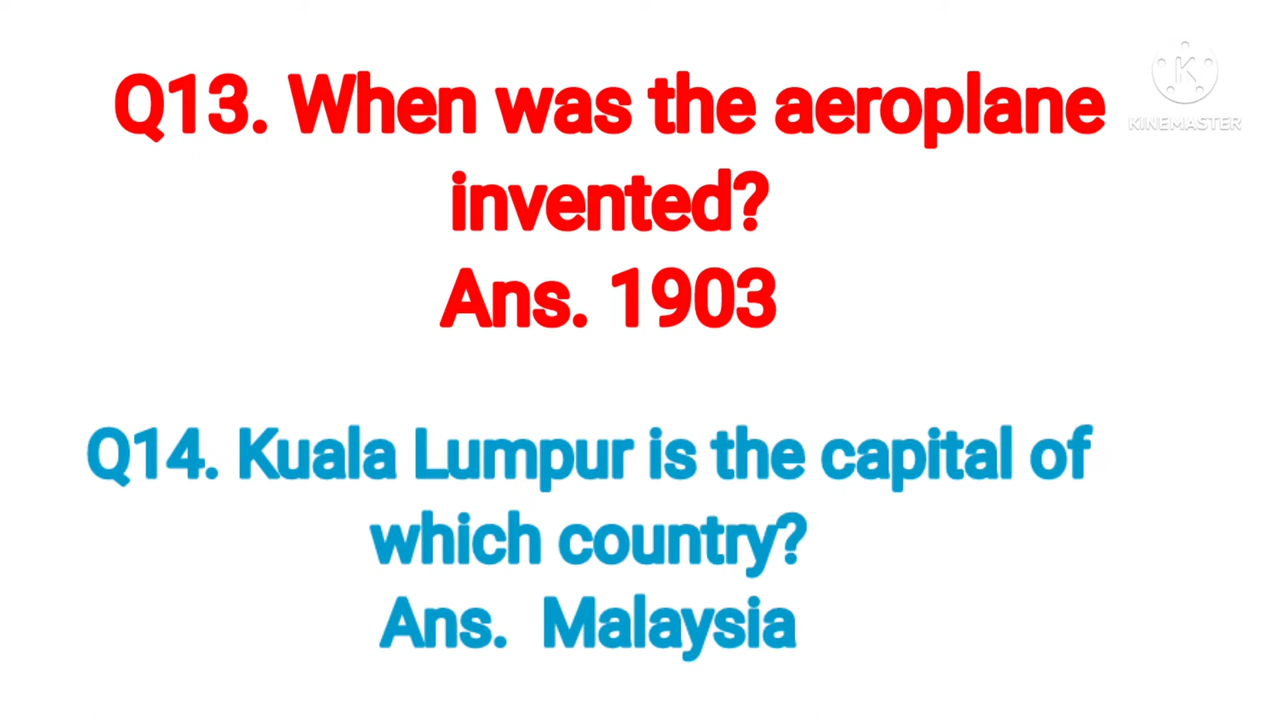 Q13. When was the aeroplane
invented?
Ans. 1903
Q14. Kuala Lumpur is the capital of
which country?
Ans. Malaysia
K
KINEMASTER